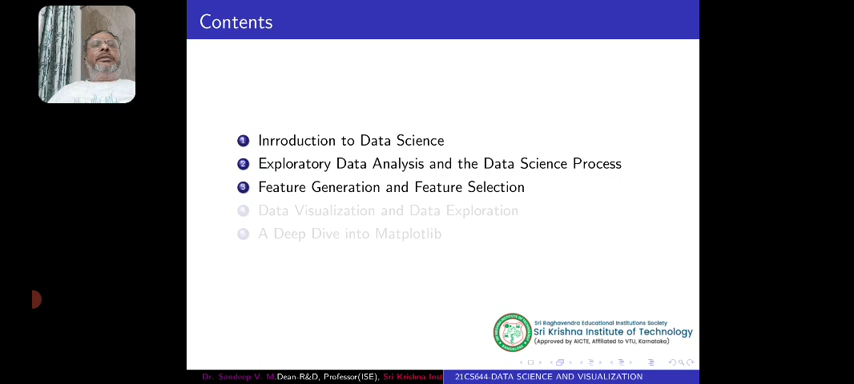 Contents
1 Inrroduction to Data Science
2 Exploratory Data Analysis and the Data Science Process
3 Feature Generation and Feature Selection
4 Data Visualization and Data Exploration
5 A Deep Dive into Matplotlib
Sri Raghavendra Educational Institutions Society
Sri Krishna Institute of Technology
(Approved by AICTE, Affiliated to VTU, Karnataka)
Dr. Sandeep V. M,Dean-R&D, Professor(ISE), Sri Krishna Inst 21CS644-DATA SCIENCE AND VISUALIZATION